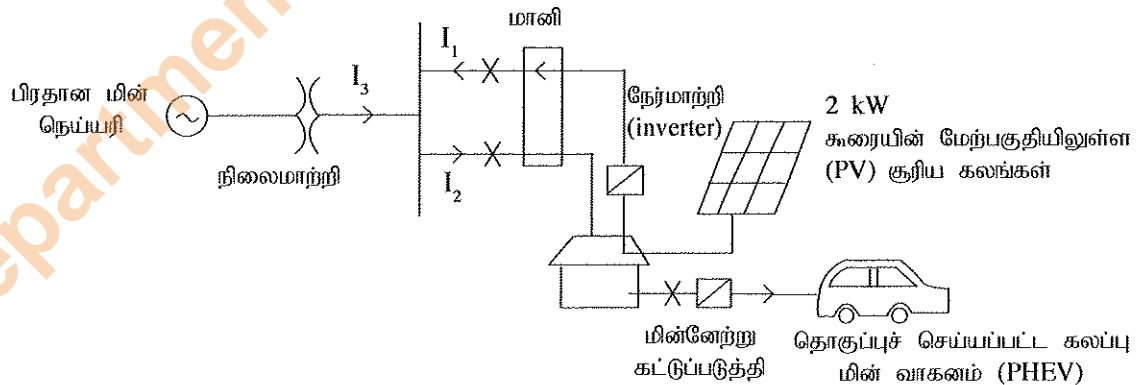 மானி
I₁
I₃
பிரதான மின்
நெய்யரி
நிலைமாற்றி
I₂
நேர்மாற்றி
(inverter)
2 kW
கூரையின் மேற்பகுதியிலுள்ள
(PV) சூரிய கலங்கள்
மின்னேற்று
கட்டுப்படுத்தி
தொகுப்புச் செய்யப்பட்ட கலப்பு
மின் வாகனம் (PHEV)
epartmen